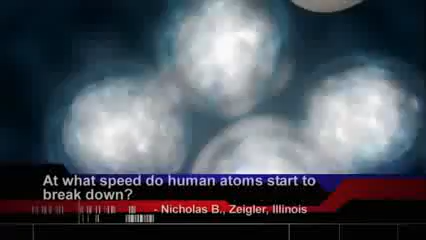 At what speed do human atoms start to
break down?
- Nicholas B., Zeigler, Illinois